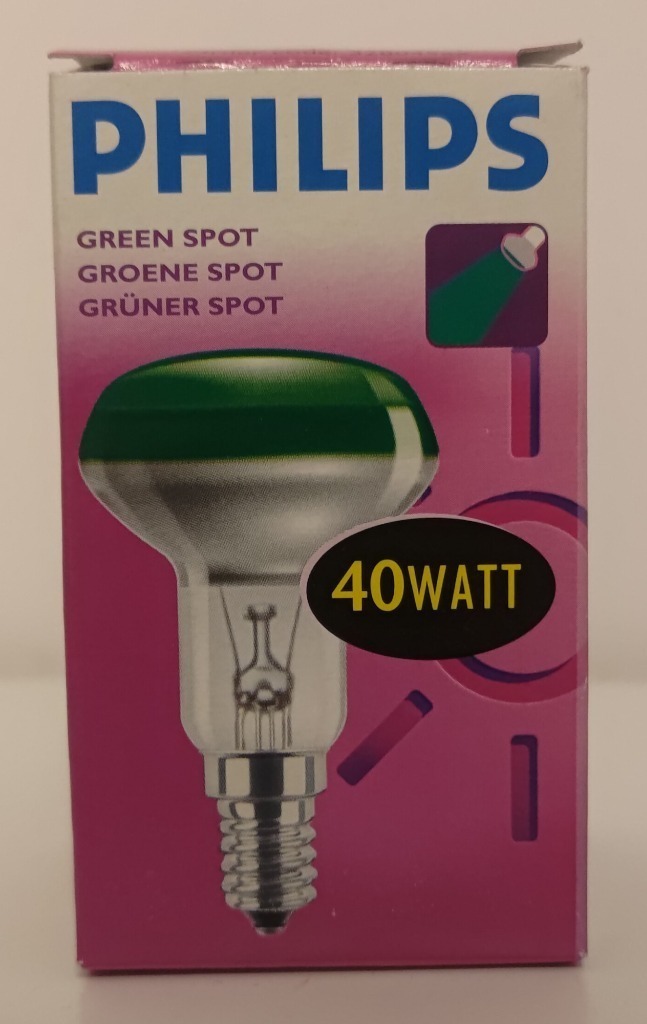 PHILIPS
GREEN SPOT
GROENE SPOT
GRÜNER SPOT
40WATT